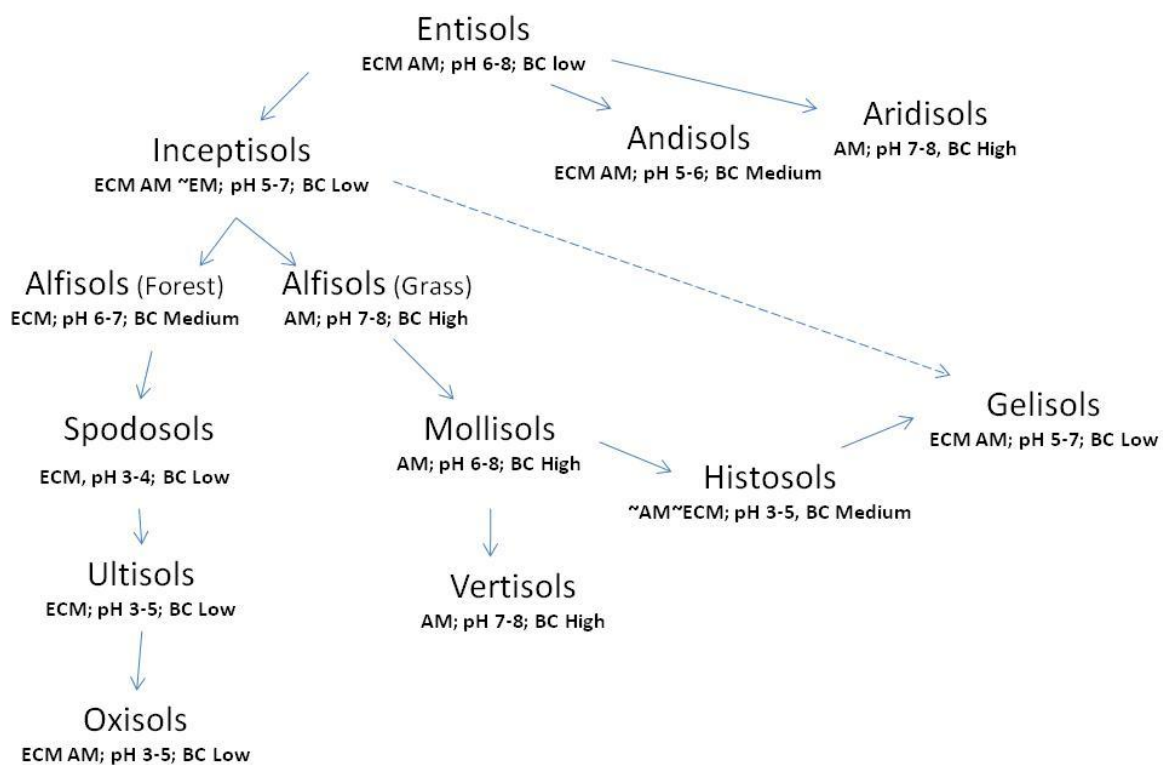 Entisols
ECM AM; pH 6-8; BC low
Aridisols
AM; pH 7-8, BC High
Andisols
ECM AM; pH 5-6; BC Medium
Inceptisols
ECM AM ~EM; pH 5-7; BC Low
Alfisols (Forest)
ECM; pH 6-7; BC Medium
Alfisols (Grass)
AM; pH 7-8; BC High
Gelisols
ECM AM; pH 5-7; BC Low
Spodosols
ECM, pH 3-4; BC Low
Mollisols
AM; pH 6-8; BC High
Histosols
~AM~ECM; pH 3-5, BC Medium
Ultisols
ECM; pH 3-5; BC Low
Vertisols
AM; pH 7-8; BC High
Oxisols
ECM AM; pH 3-5; BC Low